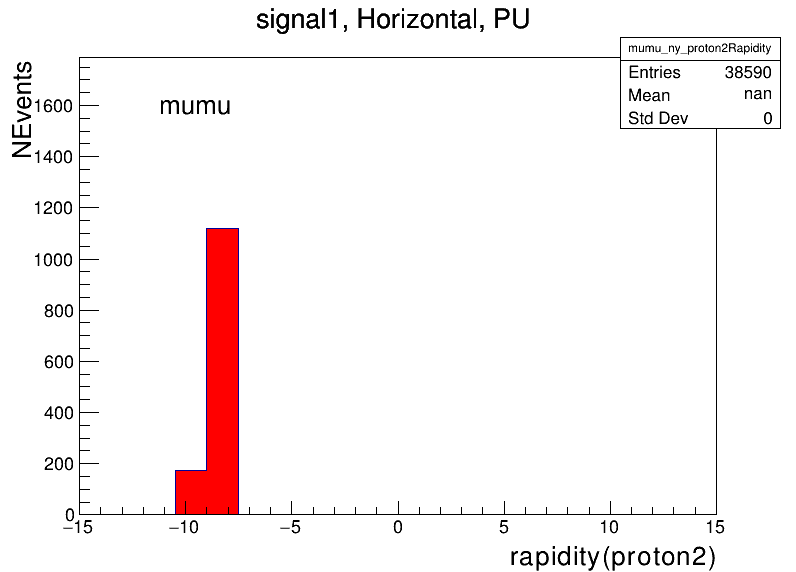 signal1, Horizontal, PU
mumu_ny_proton2Rapidity
Entries 38590
Mean nan
Std Dev 0
NEvents
mumu
1600
1400
1200
1000
800
600
400
200
0
−15 −10 −5 0 5 10 15
rapidity(proton2)